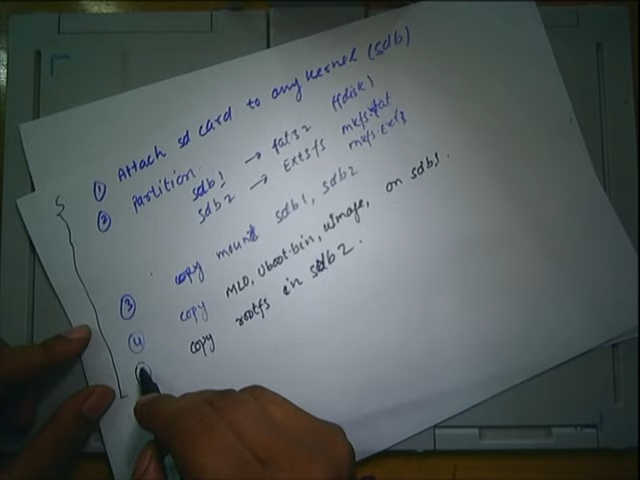 ① Attach sd card to any kernel (sdb)
② Partition.
sdb1 → fat32 (fdisk)
sdb2 → Ext3fs mkfs.fat
mkfs.ext3
③ copy mount sdb1, sdb2
④ copy MLO, Uboot.bin, uImage, on sdb1.
copy rootfs in sdb2.